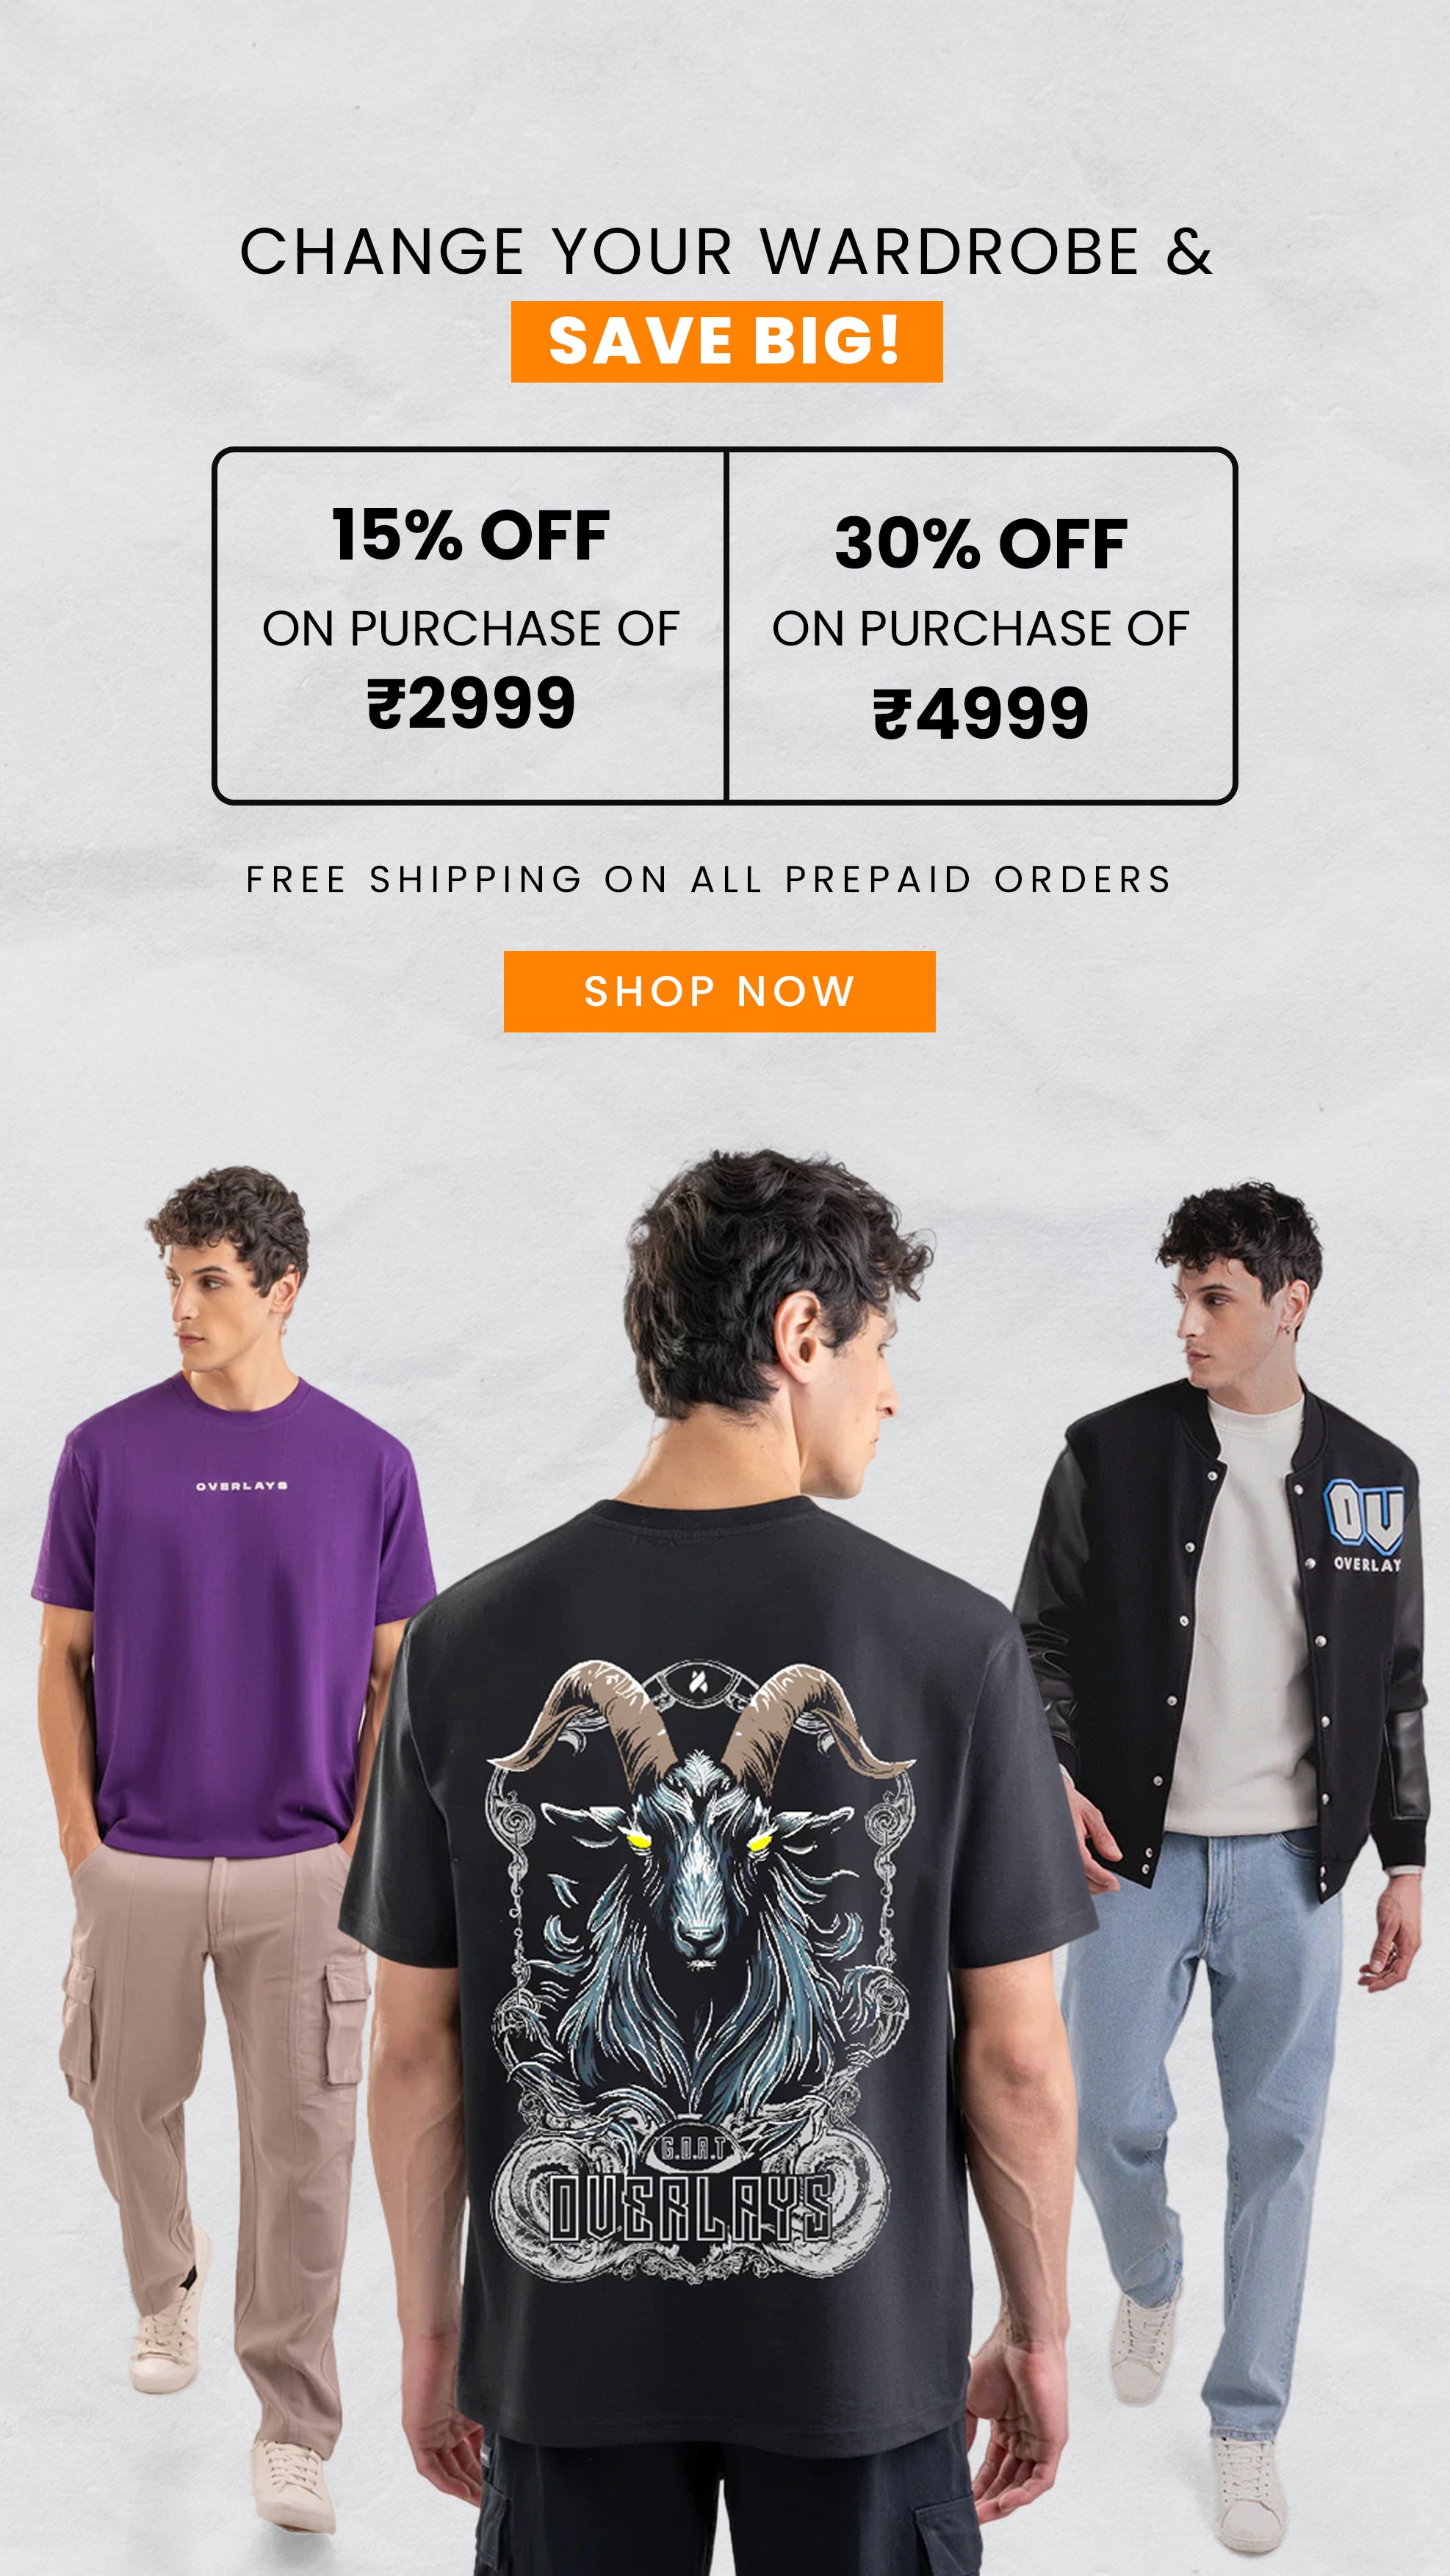 CHANGE YOUR WARDROBE &
SAVE BIG!
15% OFF
ON PURCHASE OF
₹2999
30% OFF
ON PURCHASE OF
₹4999
FREE SHIPPING ON ALL PREPAID ORDERS
SHOP NOW
OVERLAYS
OV
OVERLAY
G.O.A.T
OVERLAYS